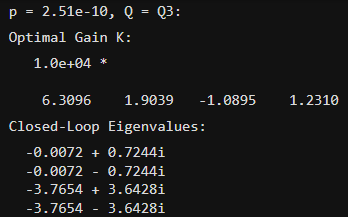 p = 2.51e-10, Q = Q3:
Optimal Gain K:
1.0e+04 *
6.3096 1.9039 -1.0895 1.2310
Closed-Loop Eigenvalues:
-0.0072 + 0.7244i
-0.0072 - 0.7244i
-3.7654 + 3.6428i
-3.7654 - 3.6428i